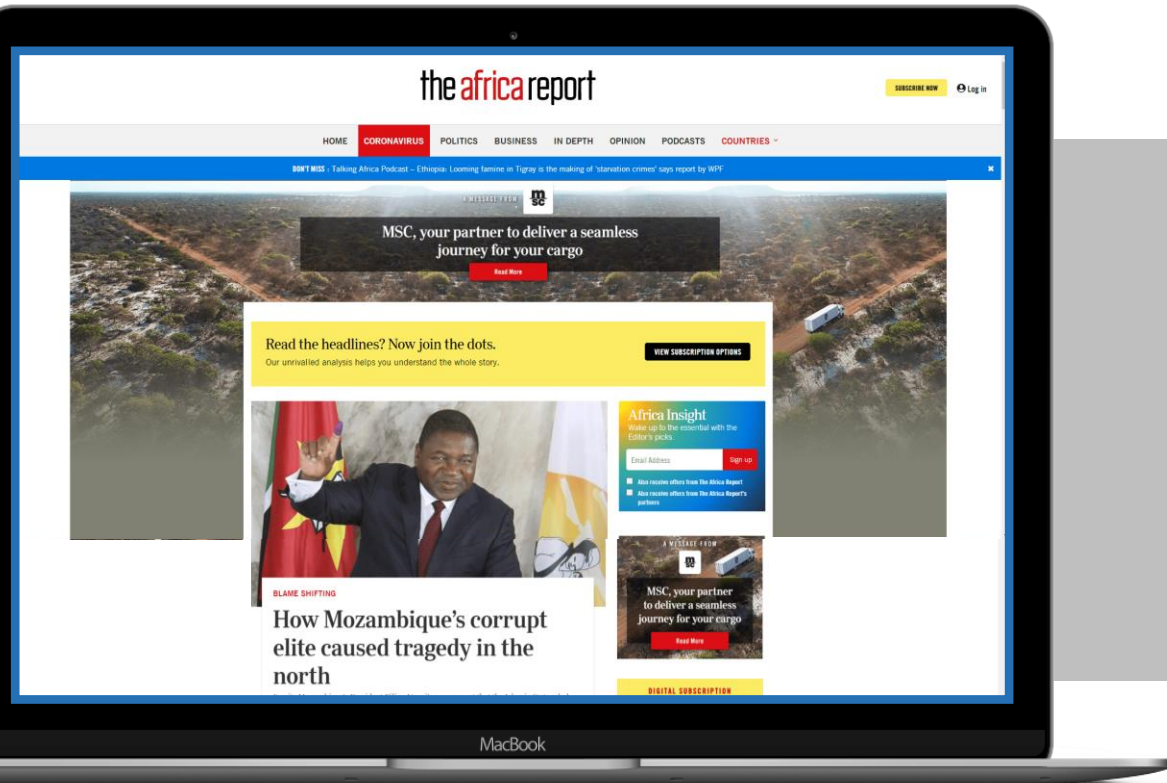 the africa report
SUBSCRIBE NOW
Log in
HOME CORONAVIRUS POLITICS BUSINESS IN DEPTH OPINION PODCASTS COUNTRIES
DON'T MISS : Talking Africa Podcast – Ethiopia: Looming famine in Tigray is the making of 'starvation crimes' says report by WPF
A MESSAGE FROM
msc
MSC, your partner to deliver a seamless
journey for your cargo
Read More
Read the headlines? Now join the dots.
Our unrivalled analysis helps you understand the whole story.
VIEW SUBSCRIPTION OPTIONS
Africa Insight
Wake up to the essential with the
Editor's picks.
Email Address
Sign up
Also receive offers from The Africa Report
Also receive offers from The Africa Report's
partners
A MESSAGE FROM
msc
MSC, your partner
to deliver a seamless
journey for your cargo
Read More
BLAME SHIFTING
How Mozambique's corrupt
elite caused tragedy in the
north
DIGITAL SUBSCRIPTION
MacBook